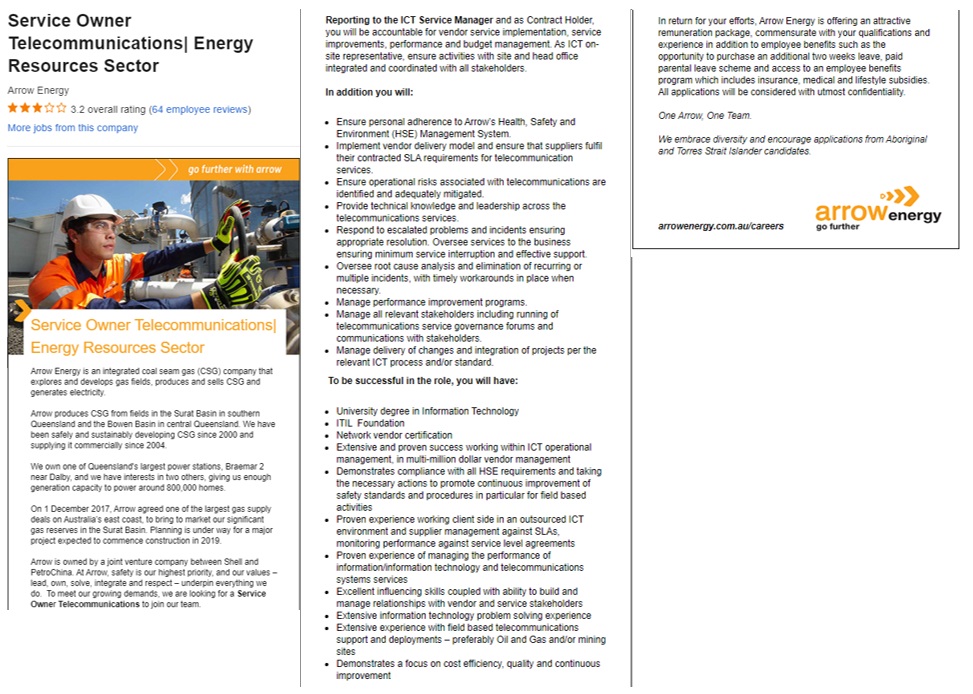 Service Owner
Telecommunications| Energy
Resources Sector
Arrow Energy
3.2 overall rating (64 employee reviews)
More jobs from this company
go further with arrow
Service Owner Telecommunications|
Energy Resources Sector
Arrow Energy is an integrated coal seam gas (CSG) company that
explores and develops gas fields, produces and sells CSG and
generates electricity.
Arrow produces CSG from fields in the Surat Basin in southern
Queensland and the Bowen Basin in central Queensland. We have
been safely and sustainably developing CSG since 2000 and
supplying it commercially since 2004.
We own one of Queensland's largest power stations, Braemar 2
near Dalby, and we have interests in two others, giving us enough
generation capacity to power around 800,000 homes.
On 1 December 2017, Arrow agreed one of the largest gas supply
deals on Australia's east coast, to bring to market our significant
gas reserves in the Surat Basin. Planning is under way for a major
project expected to commence construction in 2019.
Arrow is owned by a joint venture company between Shell and
PetroChina. At Arrow, safety is our highest priority, and our values –
lead, own, solve, integrate and respect – underpin everything we
do. To meet our growing demands, we are looking for a Service
Owner Telecommunications to join our team.
Reporting to the ICT Service Manager and as Contract Holder,
you will be accountable for vendor service implementation, service
improvements, performance and budget management. As ICT on-
site representative, ensure activities with site and head office
integrated and coordinated with all stakeholders.
In addition you will:
• Ensure personal adherence to Arrow's Health, Safety and
Environment (HSE) Management System.
• Implement vendor delivery model and ensure that suppliers fulfil
their contracted SLA requirements for telecommunication
services.
• Ensure operational risks associated with telecommunications are
identified and adequately mitigated.
• Provide technical knowledge and leadership across the
telecommunications services.
• Respond to escalated problems and incidents ensuring
appropriate resolution. Oversee services to the business
ensuring minimum service interruption and effective support.
• Oversee root cause analysis and elimination of recurring or
multiple incidents, with timely workarounds in place when
necessary.
• Manage performance improvement programs.
• Manage all relevant stakeholders including running of
telecommunications service governance forums and
communications with stakeholders.
• Manage delivery of changes and integration of projects per the
relevant ICT process and/or standard.
To be successful in the role, you will have:
• University degree in Information Technology
• ITIL Foundation
• Network vendor certification
• Extensive and proven success working within ICT operational
management, in multi-million dollar vendor management
• Demonstrates compliance with all HSE requirements and taking
the necessary actions to promote continuous improvement of
safety standards and procedures in particular for field based
activities
• Proven experience working client side in an outsourced ICT
environment and supplier management against SLAs,
monitoring performance against service level agreements
• Proven experience of managing the performance of
information/information technology and telecommunications
systems services
• Excellent influencing skills coupled with ability to build and
manage relationships with vendor and service stakeholders
• Extensive information technology problem solving experience
• Extensive experience with field based telecommunications
support and deployments – preferably Oil and Gas and/or mining
sites
• Demonstrates a focus on cost efficiency, quality and continuous
improvement
In return for your efforts, Arrow Energy is offering an attractive
remuneration package, commensurate with your qualifications and
experience in addition to employee benefits such as the
opportunity to purchase an additional two weeks leave, paid
parental leave scheme and access to an employee benefits
program which includes insurance, medical and lifestyle subsidies.
All applications will be considered with utmost confidentiality.
One Arrow, One Team.
We embrace diversity and encourage applications from Aboriginal
and Torres Strait Islander candidates.
arrowenergy.com.au/careers
arrowenergy
go further